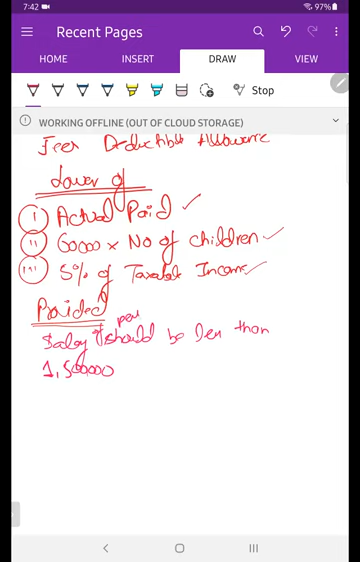 7:42
97%
Recent Pages
HOME INSERT DRAW VIEW
Stop
WORKING OFFLINE (OUT OF CLOUD STORAGE)
Fees Deductible Allowance
Lower of
(i) Actual Paid
(ii) 60000 x No of children
(iii) 5% of Taxable Income
Provided
Salary should be less than
1,500,000